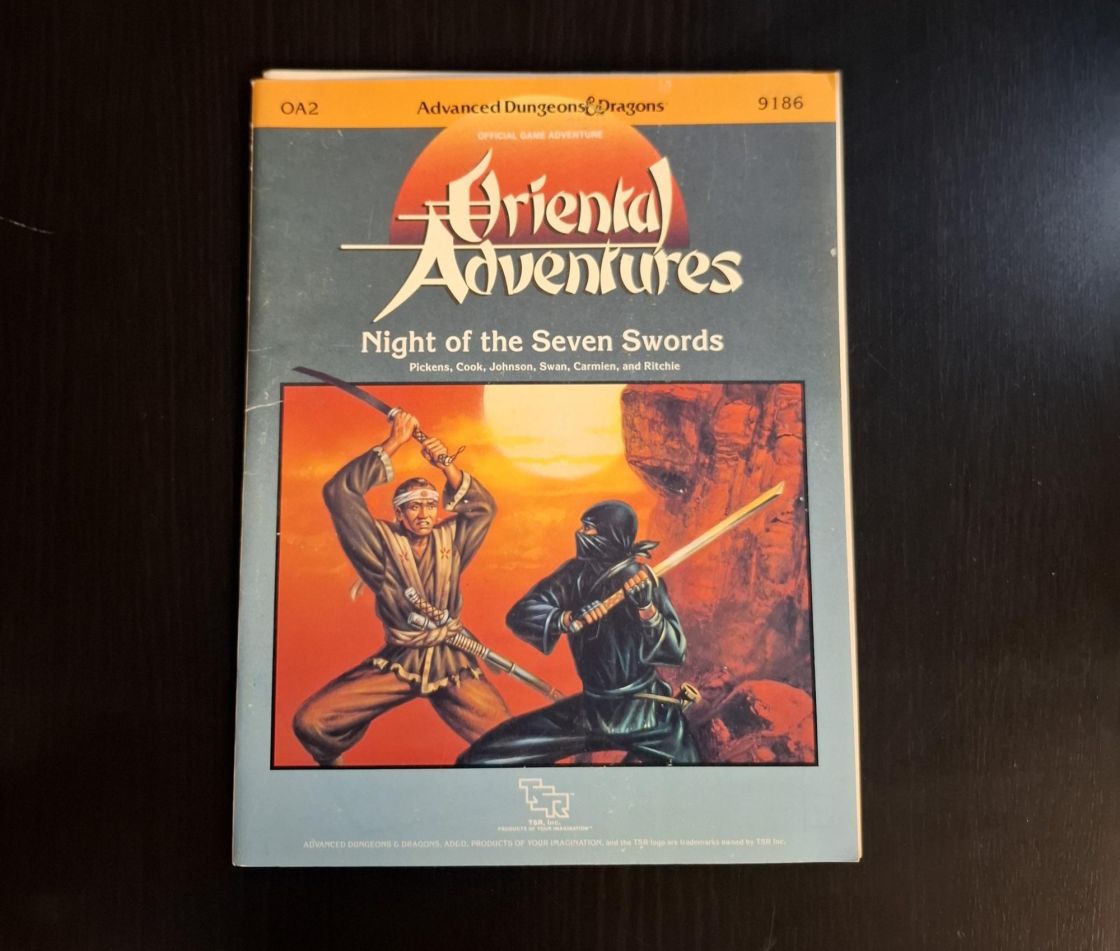 OA2 Advanced Dungeons&Dragons® 9186
OFFICIAL GAME ADVENTURE
Oriental
Adventures
Night of the Seven Swords
Pickens, Cook, Johnson, Swan, Carmien, and Ritchie
TSR™
TSR, Inc.
PRODUCTS OF YOUR IMAGINATION™
ADVANCED DUNGEONS & DRAGONS, AD&D, PRODUCTS OF YOUR IMAGINATION, and the TSR logo are trademarks owned by TSR Inc.